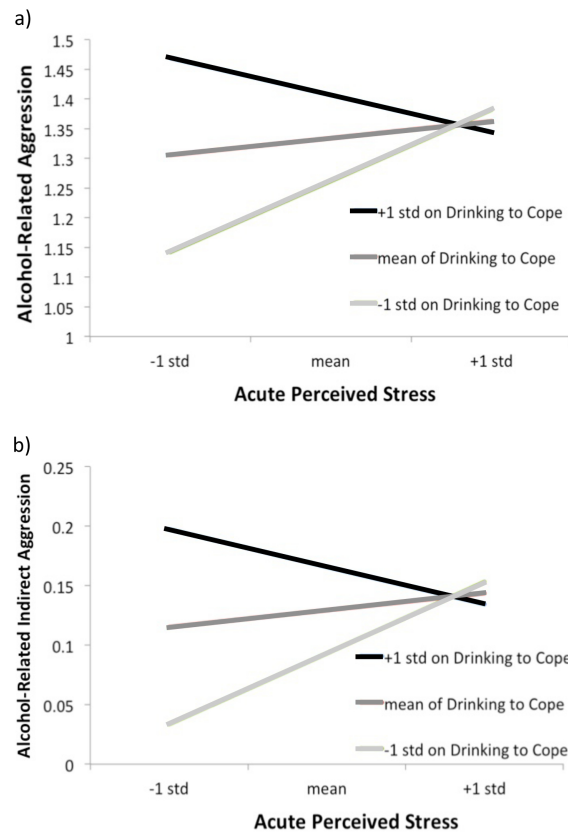 a)
Alcohol-Related Aggression
1.5
1.45
1.4
1.35
1.3
1.25
1.2
1.15
1.1
1.05
1
+1 std on Drinking to Cope
mean of Drinking to Cope
-1 std on Drinking to Cope
-1 std mean +1 std
Acute Perceived Stress
b)
Alcohol-Related Indirect Aggression
0.25
0.2
0.15
0.1
0.05
0
+1 std on Drinking to Cope
mean of Drinking to Cope
-1 std on Drinking to Cope
-1 std mean +1 std
Acute Perceived Stress